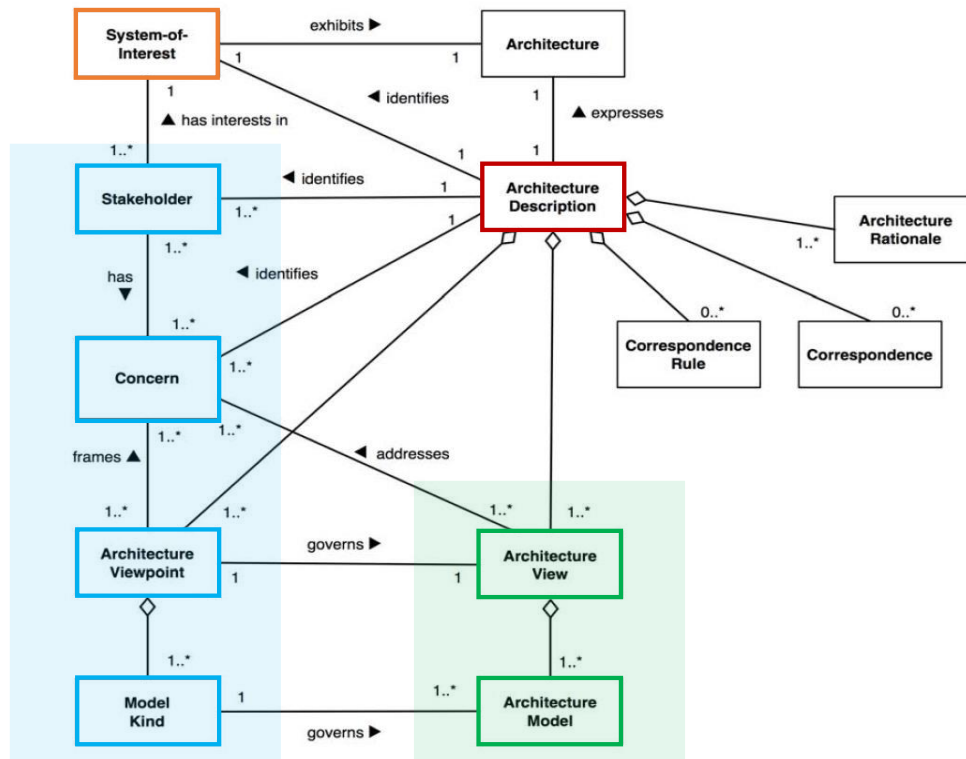 System-of-
Interest
exhibits ►
1
1
Architecture
1
◄ identifies
1
▲ expresses
▲ has interests in
1..*
1
1
Stakeholder
◄ identifies
1
1..*
Architecture
Description
Architecture
Rationale
1..*
1..*
has
▼
◄ identifies
1
1..*
0..*
0..*
Concern
1..*
Correspondence
Rule
Correspondence
1..*
1..*
frames ▲
◄ addresses
1..*
1..*
1..*
1..*
Architecture
Viewpoint
governs ►
1
1
Architecture
View
1..*
1..*
Model
Kind
1
1..*
governs ►
Architecture
Model